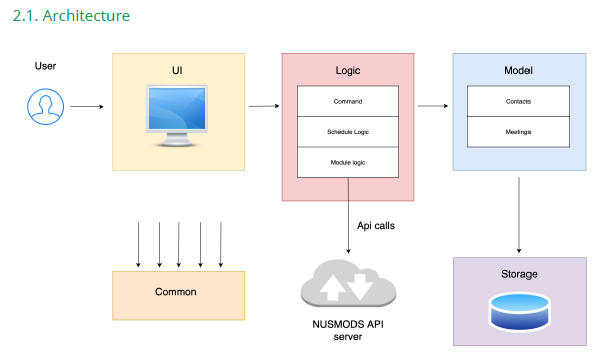 2.1. Architecture
User
UI
Logic
Model
Command
Schedule Logic
Module logic
Contacts
Meetings
Api calls
Common
NUSMODS API
server
Storage